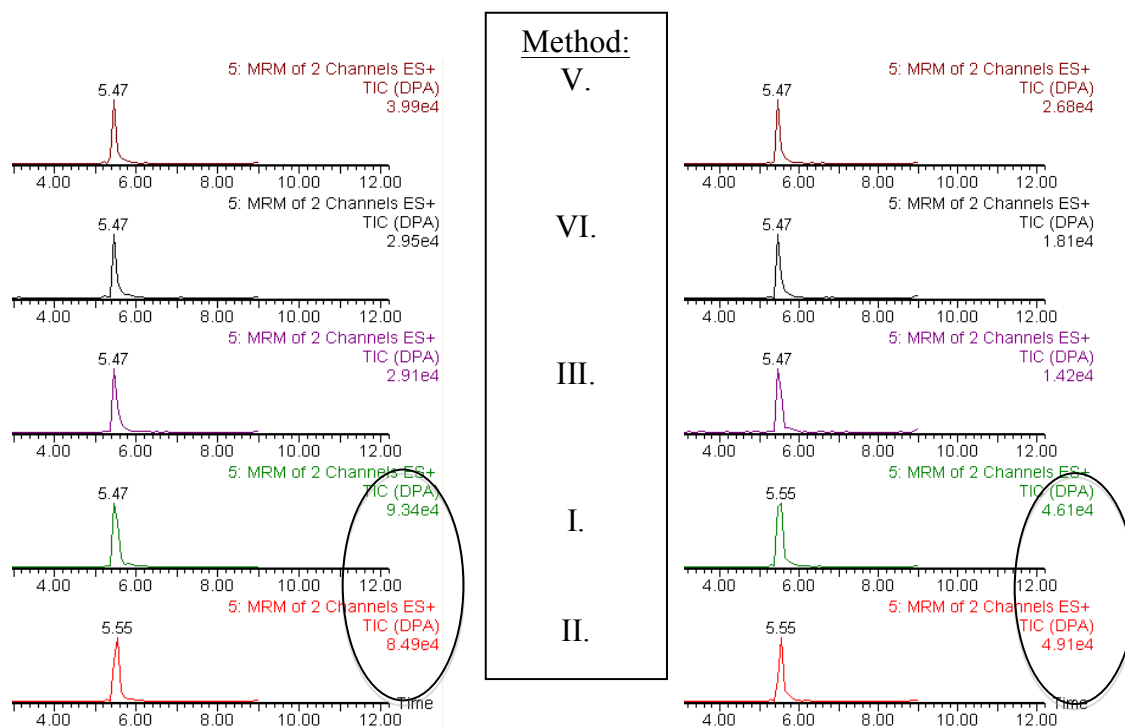 Method:
5: MRM of 2 Channels ES+
TIC (DPA)
3.99e4
5.47
4.00 6.00 8.00 10.00 12.00
V.
5: MRM of 2 Channels ES+
TIC (DPA)
2.68e4
5.47
4.00 6.00 8.00 10.00 12.00
5: MRM of 2 Channels ES+
TIC (DPA)
2.95e4
5.47
4.00 6.00 8.00 10.00 12.00
VI.
5: MRM of 2 Channels ES+
TIC (DPA)
1.81e4
5.47
4.00 6.00 8.00 10.00 12.00
5: MRM of 2 Channels ES+
TIC (DPA)
2.91e4
5.47
4.00 6.00 8.00 10.00 12.00
III.
5: MRM of 2 Channels ES+
TIC (DPA)
1.42e4
5.47
4.00 6.00 8.00 10.00 12.00
5: MRM of 2 Channels ES+
TIC (DPA)
9.34e4
5.47
4.00 6.00 8.00 10.00 12.00
I.
5: MRM of 2 Channels ES+
TIC (DPA)
4.61e4
5.55
4.00 6.00 8.00 10.00 12.00
5: MRM of 2 Channels ES+
TIC (DPA)
8.49e4
5.55
Time
4.00 6.00 8.00 10.00 12.00
II.
5: MRM of 2 Channels ES+
TIC (DPA)
4.91e4
5.55
Time
4.00 6.00 8.00 10.00 12.00